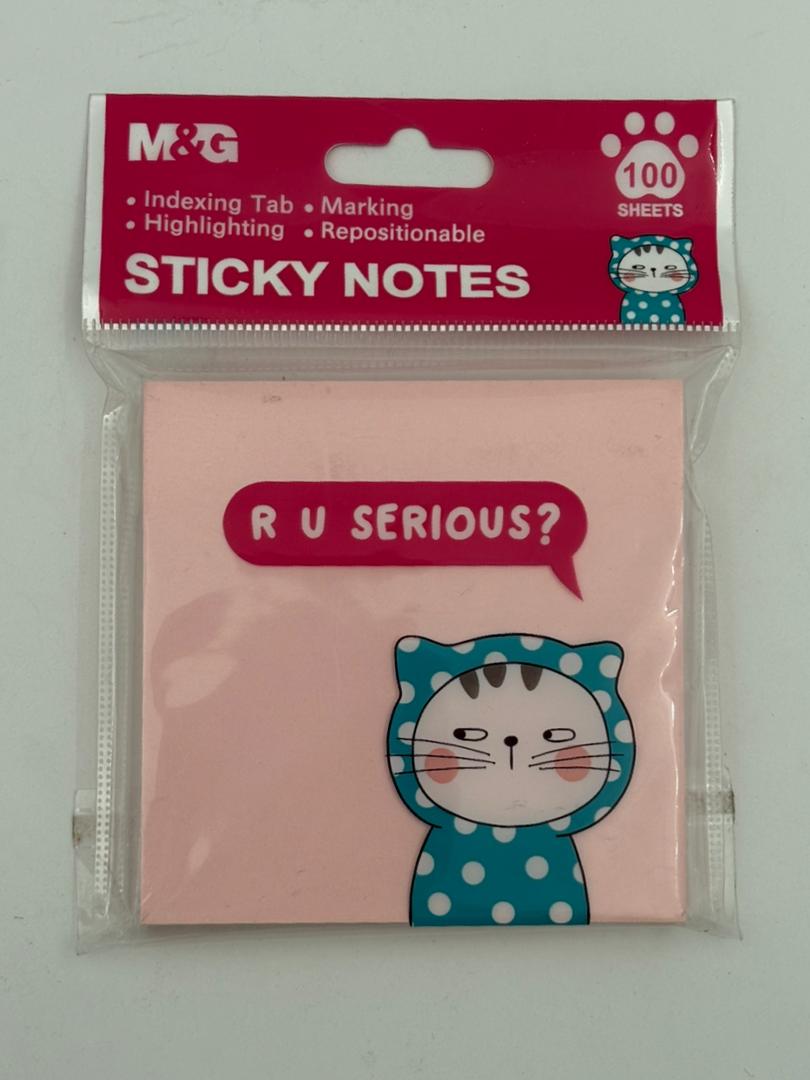 M&G
100
SHEETS
• Indexing Tab • Marking
• Highlighting • Repositionable
STICKY NOTES
R U SERIOUS?